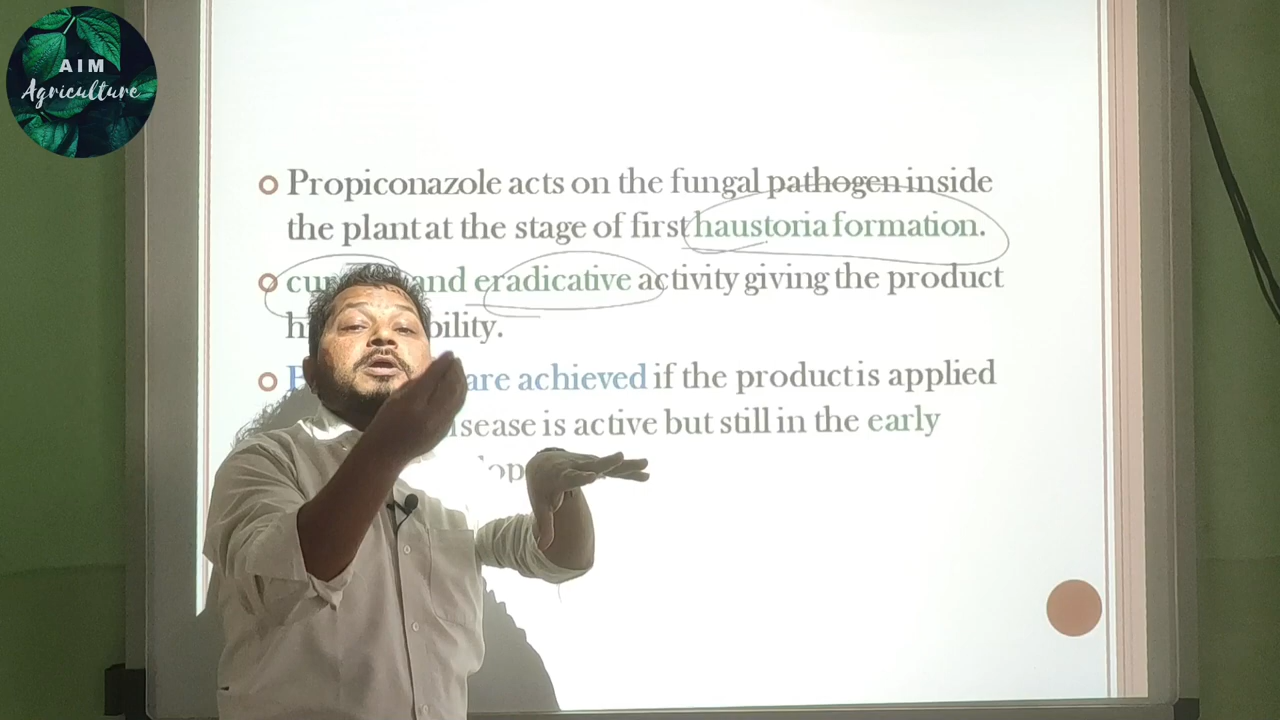 AIM
Agriculture
Propiconazole acts on the fungal pathogen inside
the plant at the stage of first haustoria formation.
and eradicative activity giving the product
are achieved if the product is applied
is active but still in the early